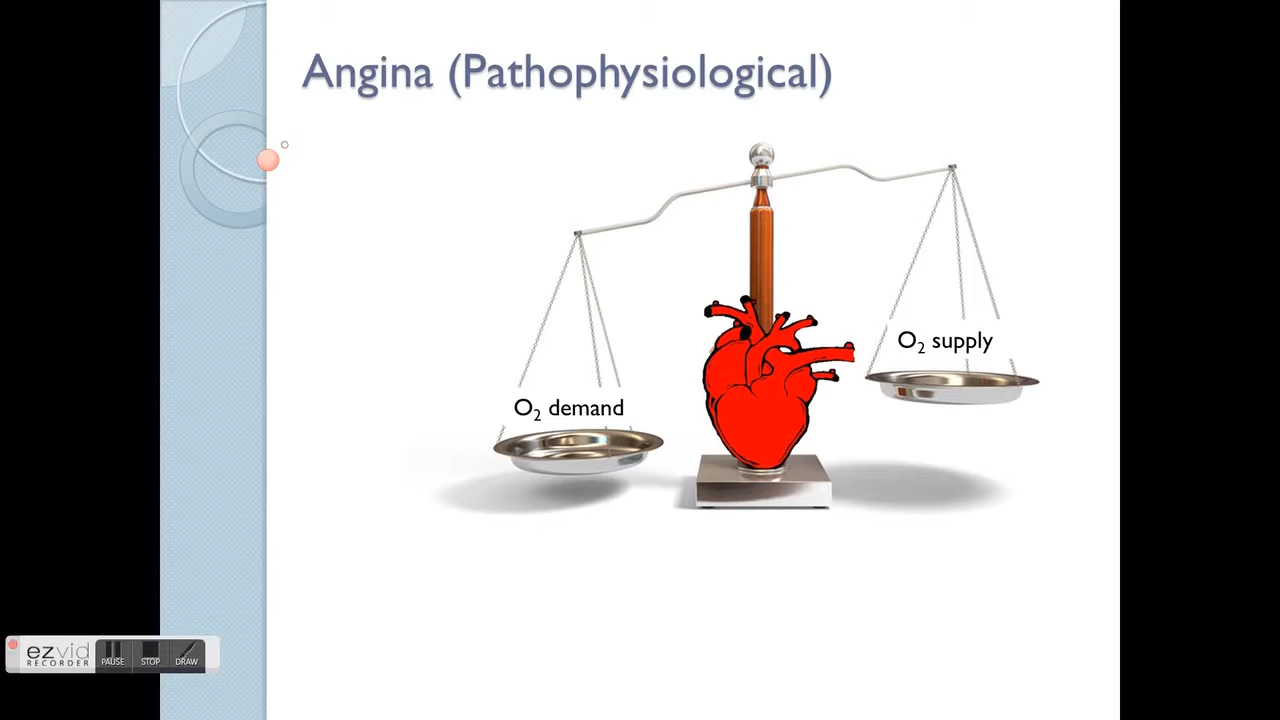 Angina (Pathophysiological)
O₂ supply
O₂ demand
ezvid
RECORDER
PAUSE
STOP
DRAW